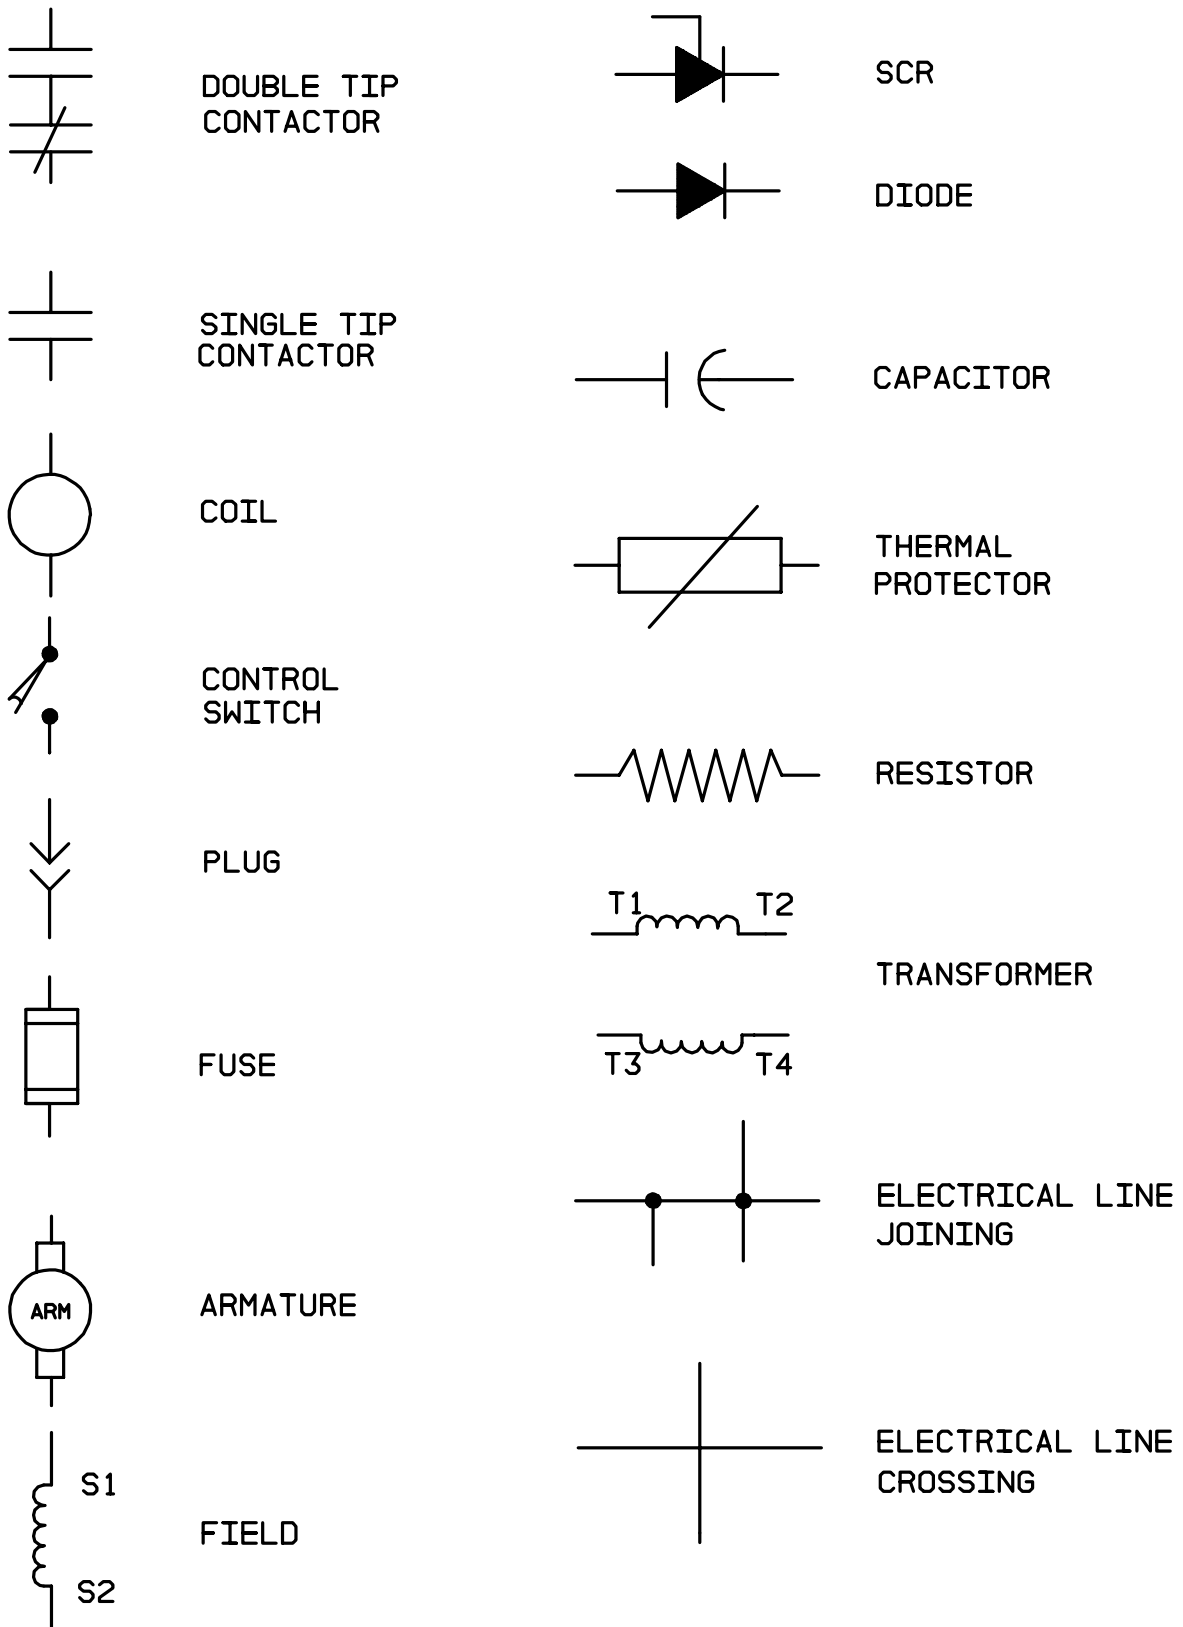 DOUBLE TIP
CONTACTOR
SINGLE TIP
CONTACTOR
COIL
CONTROL
SWITCH
PLUG
FUSE
ARM
ARMATURE
S1
FIELD
S2
SCR
DIODE
CAPACITOR
THERMAL
PROTECTOR
RESISTOR
T1 T2
TRANSFORMER
T3 T4
ELECTRICAL LINE
JOINING
ELECTRICAL LINE
CROSSING